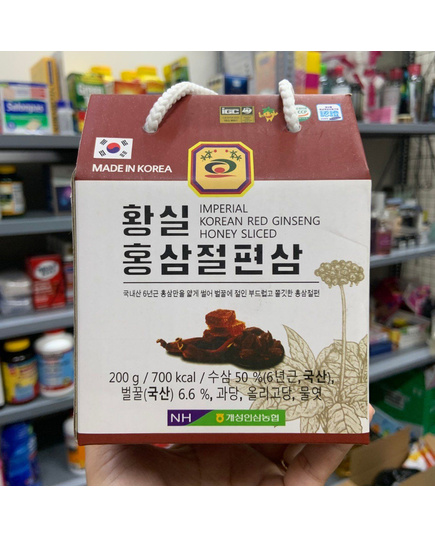 MADE IN KOREA
황실
IMPERIAL
KOREAN RED GINSENG
HONEY SLICED
홍삼절편삼
국내산 6년근 홍삼만을 얇게 썰어 벌꿀에 절인 부드럽고 쫄깃한 홍삼절편
200 g / 700 kcal / 수삼 50 %(6년근, 국산),
벌꿀(국산) 6.6 %, 과당, 올리고당, 물엿
NH 개성인삼농협